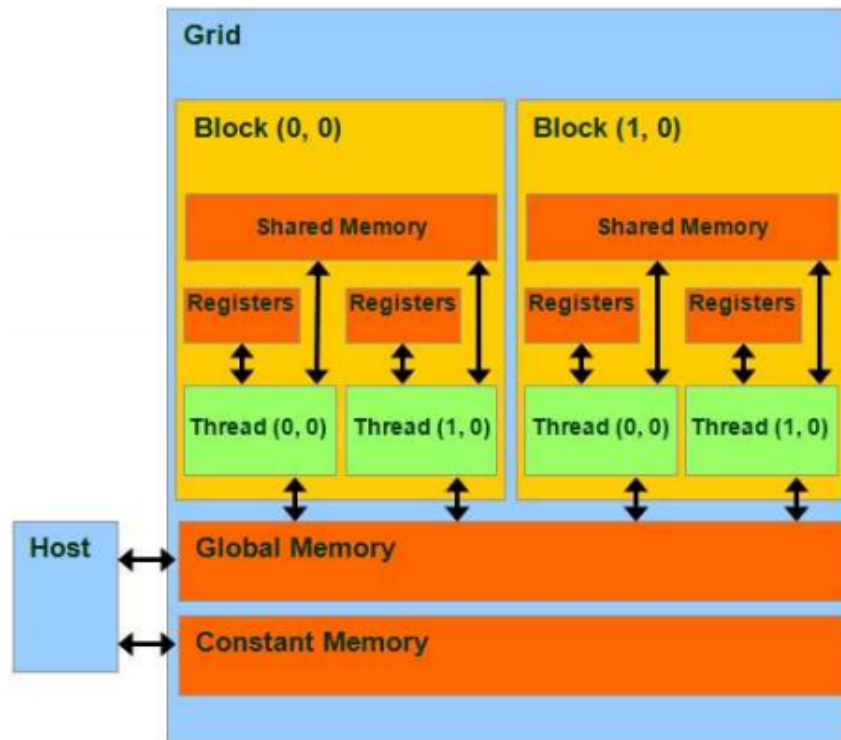 Grid
Block (0, 0)
Block (1, 0)
Shared Memory
Shared Memory
Registers
Registers
Registers
Registers
Thread (0, 0)
Thread (1, 0)
Thread (0, 0)
Thread (1, 0)
Host
Global Memory
Constant Memory